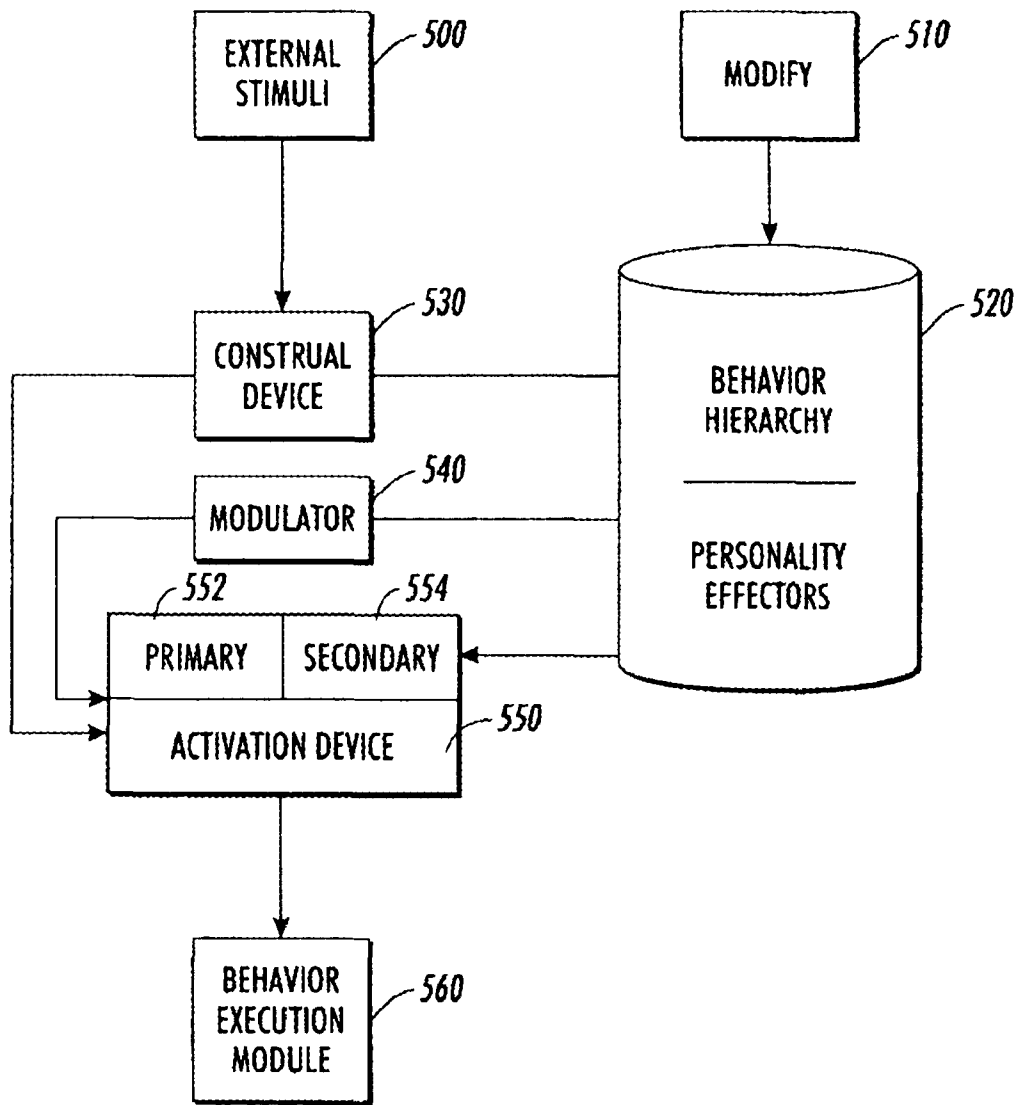 EXTERNAL
STIMULI
500
MODIFY
510
CONSTRUAL
DEVICE
530
BEHAVIOR
HIERARCHY
PERSONALITY
EFFECTORS
520
MODULATOR
540
552
554
PRIMARY
SECONDARY
ACTIVATION DEVICE
550
BEHAVIOR
EXECUTION
MODULE
560